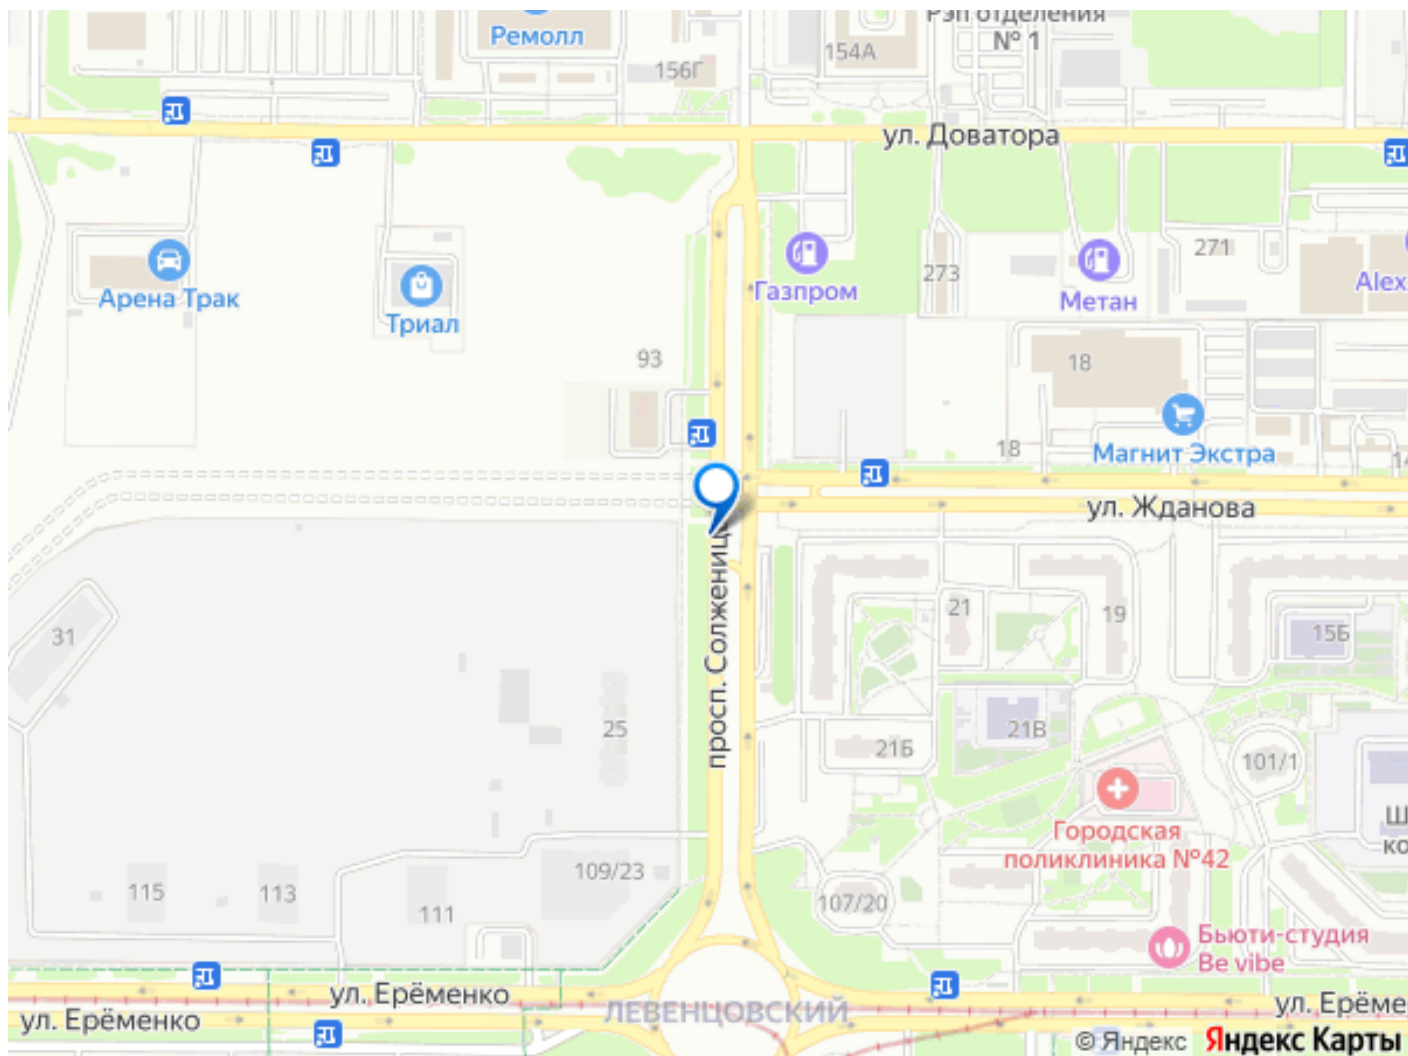 Рэп отделения
№ 1
Ремолл
154А
156Г
ул. Доватора
271
273
Газпром
Метан
Alex
Арена Трак
Триал
93
18
18
Магнит Экстра
14
ул. Жданова
просп. Солжениц
31
21
19
15Б
25
21Б
21В
101/1
Городская
поликлиника №42
Ш
ко
109/23
115
113
111
107/20
Бьюти-студия
Be vibe
ул. Ерёменко
ул. Ерёменко
ЛЕВЕНЦОВСКИЙ
ул. Ерёме
© Яндекс Яндекс Карты